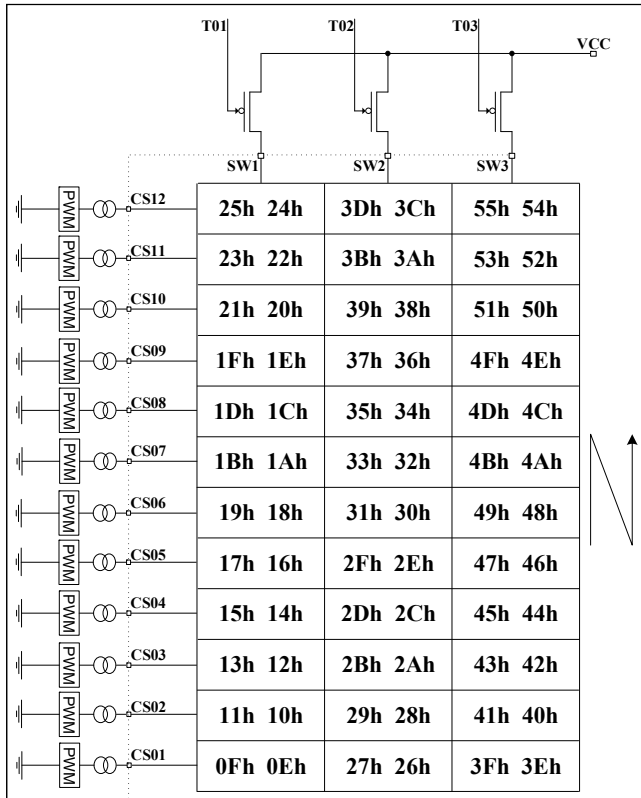 T01 T02 T03
VCC
SW1 SW2 SW3
PWM CS12 25h 24h 3Dh 3Ch 55h 54h
PWM CS11 23h 22h 3Bh 3Ah 53h 52h
PWM CS10 21h 20h 39h 38h 51h 50h
PWM CS09 1Fh 1Eh 37h 36h 4Fh 4Eh
PWM CS08 1Dh 1Ch 35h 34h 4Dh 4Ch
PWM CS07 1Bh 1Ah 33h 32h 4Bh 4Ah
PWM CS06 19h 18h 31h 30h 49h 48h
PWM CS05 17h 16h 2Fh 2Eh 47h 46h
PWM CS04 15h 14h 2Dh 2Ch 45h 44h
PWM CS03 13h 12h 2Bh 2Ah 43h 42h
PWM CS02 11h 10h 29h 28h 41h 40h
PWM CS01 0Fh 0Eh 27h 26h 3Fh 3Eh